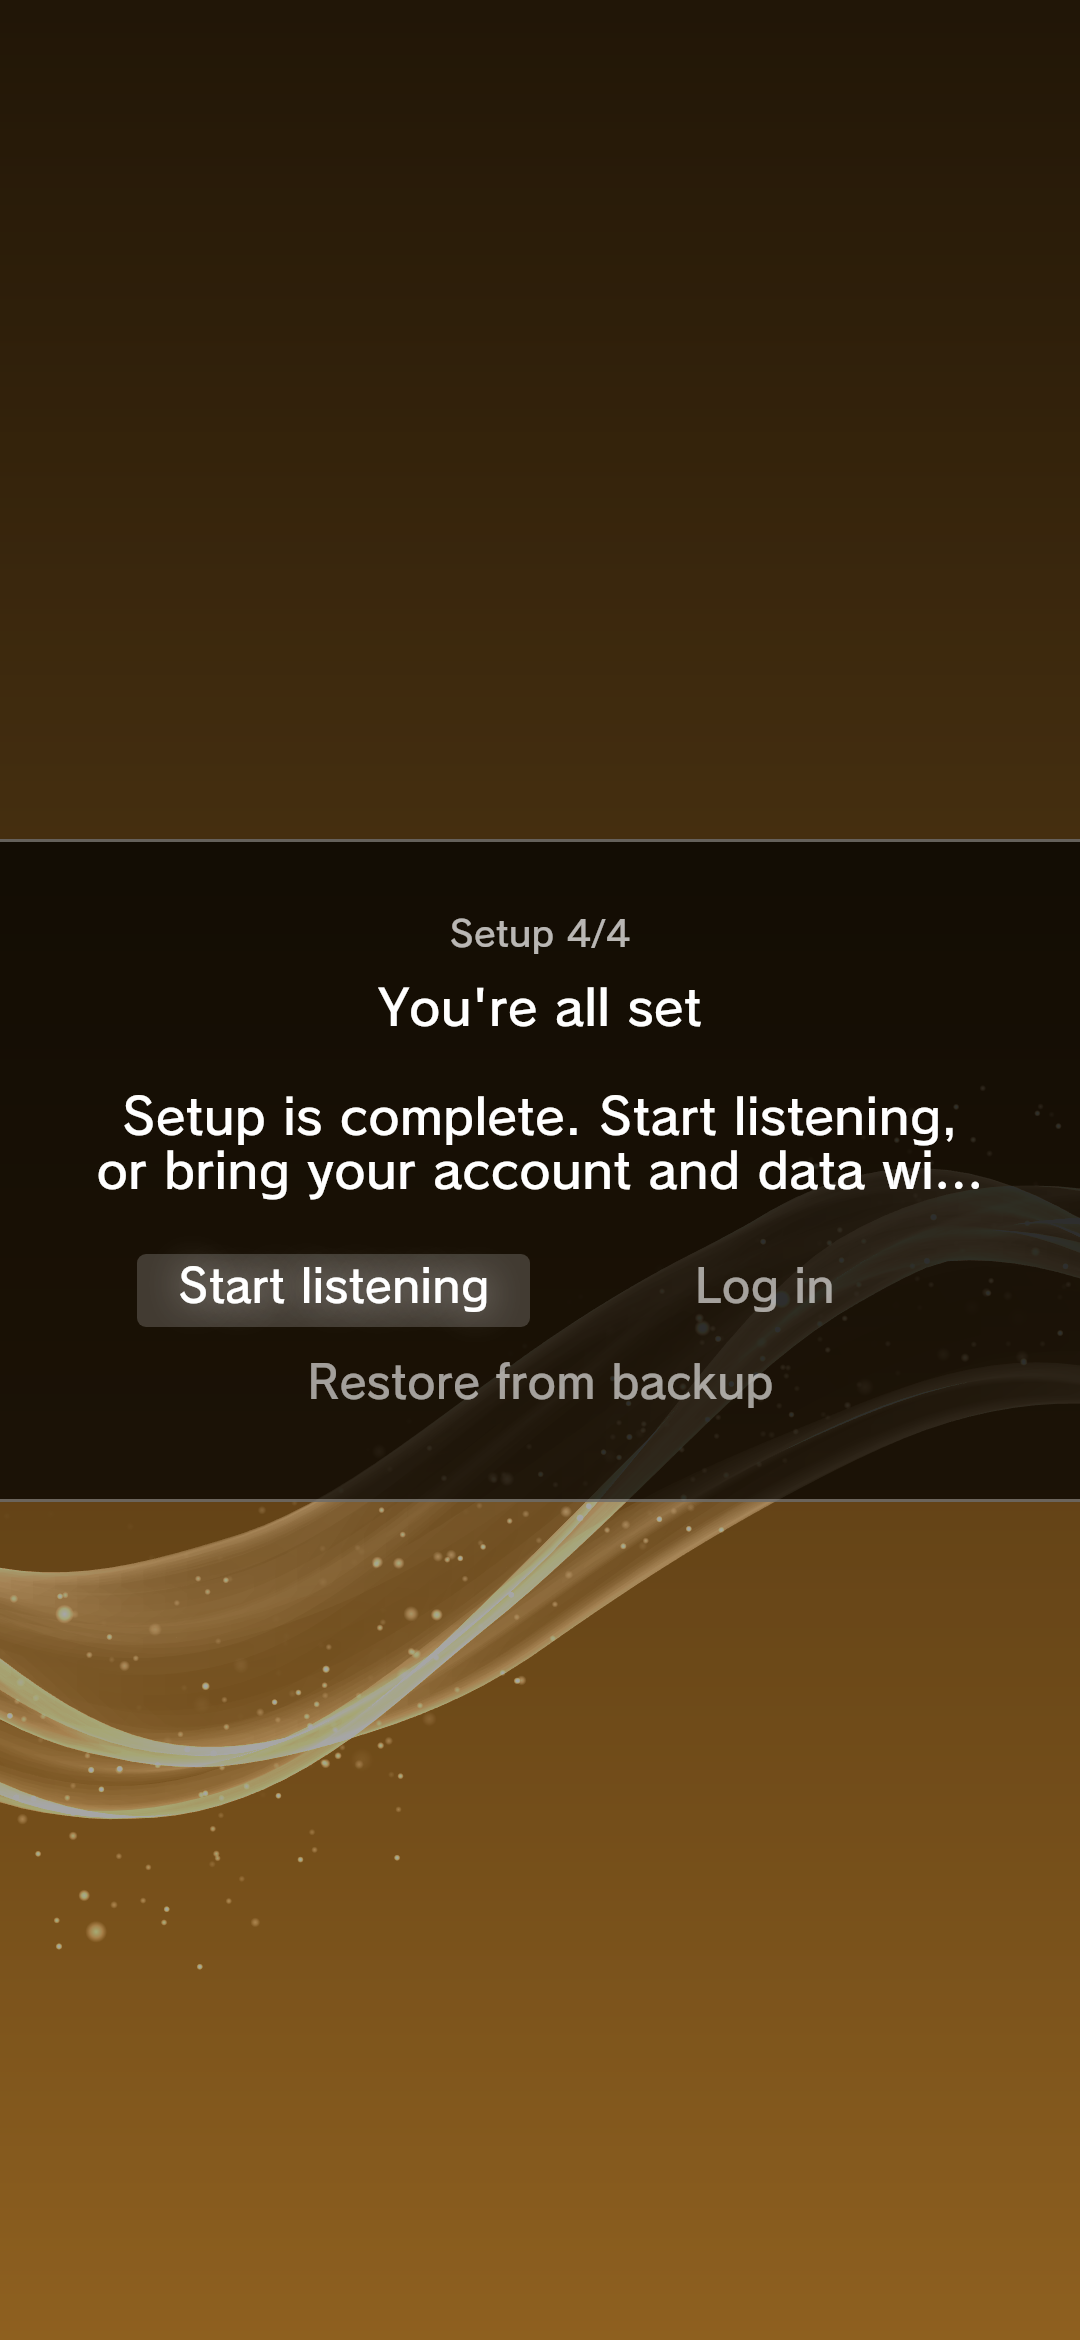 Setup 4/4
You're all set
Setup is complete. Start listening,
or bring your account and data wi...
Start listening
Log in
Restore from backup